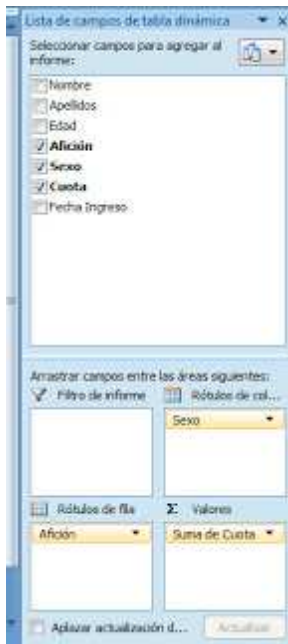 Lista de campos de tabla dinámica
Seleccionar campos para agregar al
informe:
Nombre
Apellidos
Edad
Afición
Sexo
Cuota
Fecha Ingreso
Arrastrar campos entre las áreas siguientes:
Filtro de informe
Rótulos de col...
Sexo
Rótulos de fila
Σ Valores
Afición
Suma de Cuota
Aplazar actualización d...
Actualizar